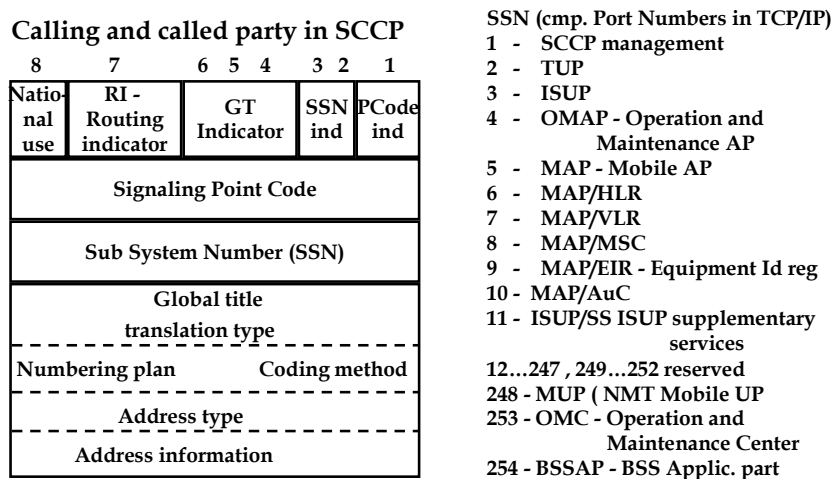 Calling and called party in SCCP
8 7 6 5 4 3 2 1
Natio-
nal
use
RI -
Routing
indicator
GT
Indicator
SSN
ind
PCode
ind
Signaling Point Code
Sub System Number (SSN)
Global title
translation type
Numbering plan Coding method
Address type
Address information
SSN (cmp. Port Numbers in TCP/IP)
1 - SCCP management
2 - TUP
3 - ISUP
4 - OMAP - Operation and
Maintenance AP
5 - MAP - Mobile AP
6 - MAP/HLR
7 - MAP/VLR
8 - MAP/MSC
9 - MAP/EIR - Equipment Id reg
10 - MAP/AuC
11 - ISUP/SS ISUP supplementary
services
12…247 , 249…252 reserved
248 - MUP ( NMT Mobile UP
253 - OMC - Operation and
Maintenance Center
254 - BSSAP - BSS Applic. part